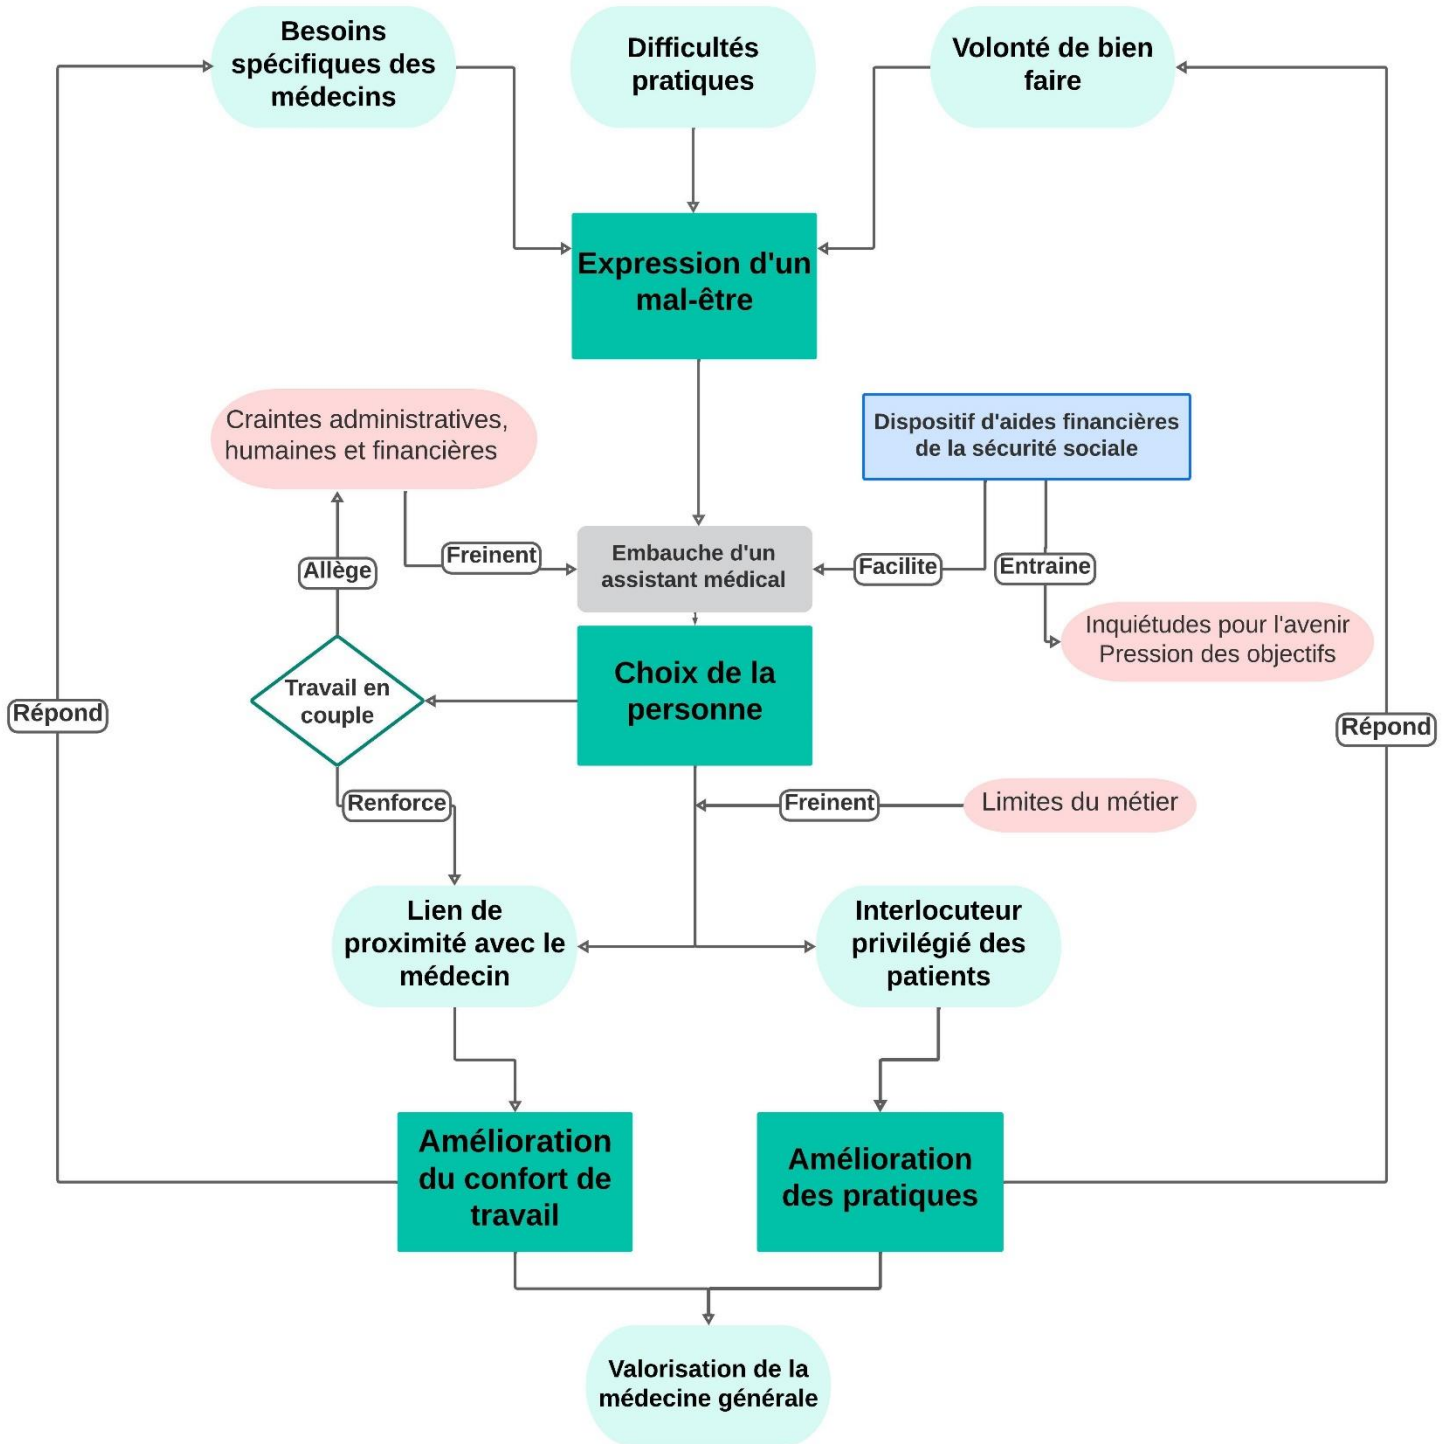 Besoins
spécifiques des
médecins
Difficultés
pratiques
Volonté de bien
faire
Expression d'un
mal-être
Craintes administratives,
humaines et financières
Dispositif d'aides financières
de la sécurité sociale
Allège
Freinent
Embauche d'un
assistant médical
Facilite
Entraine
Inquiétudes pour l'avenir
Pression des objectifs
Travail en
couple
Choix de la
personne
Répond
Répond
Renforce
Freinent
Limites du métier
Lien de
proximité avec le
médecin
Interlocuteur
privilégié des
patients
Amélioration
du confort de
travail
Amélioration
des pratiques
Valorisation de la
médecine générale